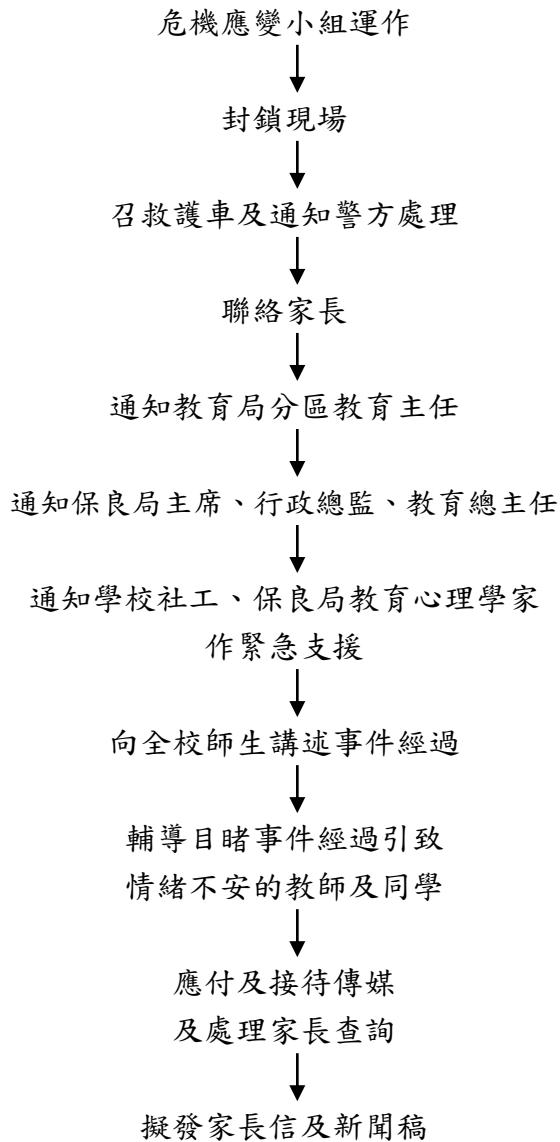 危機應變小組運作
封鎖現場
召救護車及通知警方處理
聯絡家長
通知教育局分區教育主任
通知保良局主席、行政總監、教育總主任
通知學校社工、保良局教育心理學家
作緊急支援
向全校師生講述事件經過
輔導目睹事件經過引致
情緒不安的教師及同學
應付及接待傳媒
及處理家長查詢
擬發家長信及新聞稿